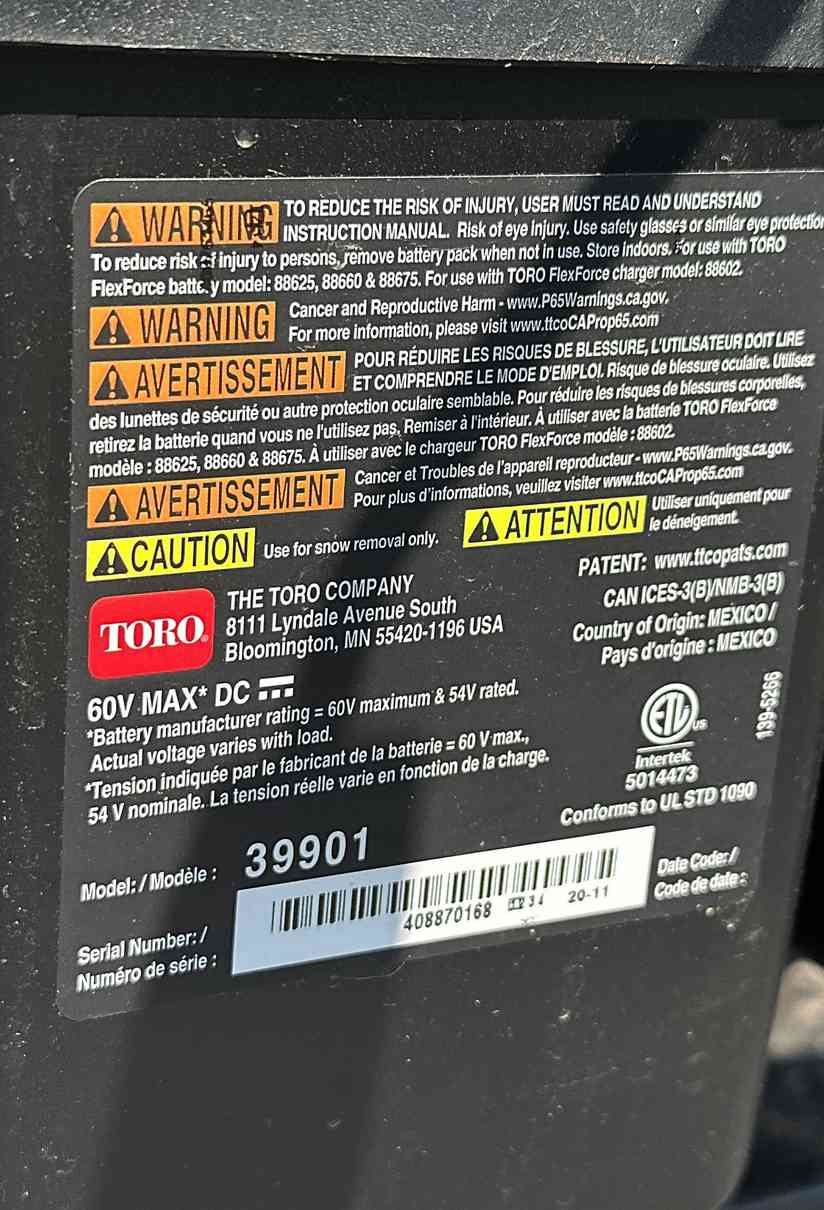 WARNING TO REDUCE THE RISK OF INJURY, USER MUST READ AND UNDERSTAND
INSTRUCTION MANUAL. Risk of eye injury. Use safety glasses or similar eye protection
To reduce risk of injury to persons, remove battery pack when not in use. Store indoors. For use with TORO
FlexForce battery model: 88625, 88660 & 88675. For use with TORO FlexForce charger model: 88602.
WARNING Cancer and Reproductive Harm - www.P65Warnings.ca.gov.
For more information, please visit www.ttcoCAProp65.com
AVERTISSEMENT POUR RÉDUIRE LES RISQUES DE BLESSURE, L'UTILISATEUR DOIT LIRE
ET COMPRENDRE LE MODE D'EMPLOI. Risque de blessure oculaire. Utilisez
des lunettes de sécurité ou autre protection oculaire semblable. Pour réduire les risques de blessures corporelles,
retirez la batterie quand vous ne l'utilisez pas. Remiser à l'intérieur. À utiliser avec la batterie TORO FlexForce
modèle : 88625, 88660 & 88675. À utiliser avec le chargeur TORO FlexForce modèle : 88602.
AVERTISSEMENT Cancer et Troubles de l'appareil reproducteur - www.P65Warnings.ca.gov.
Pour plus d'informations, veuillez visiter www.ttcoCAProp65.com
CAUTION Use for snow removal only.
ATTENTION Utiliser uniquement pour
le déneigement.
TORO®
THE TORO COMPANY
8111 Lyndale Avenue South
Bloomington, MN 55420-1196 USA
PATENT: www.ttcopats.com
CAN ICES-3(B)/NMB-3(B)
Country of Origin: MEXICO /
Pays d'origine : MEXICO
60V MAX* DC
*Battery manufacturer rating = 60V maximum & 54V rated.
Actual voltage varies with load.
*Tension indiquée par le fabricant de la batterie = 60 V max.,
54 V nominale. La tension réelle varie en fonction de la charge.
ETL US
Intertek
5014473
Conforms to UL STD 1090
139-5266
Model: / Modèle : 39901
Serial Number: /
Numéro de série :
408870168 34 20-11
Date Code: /
Code de date :